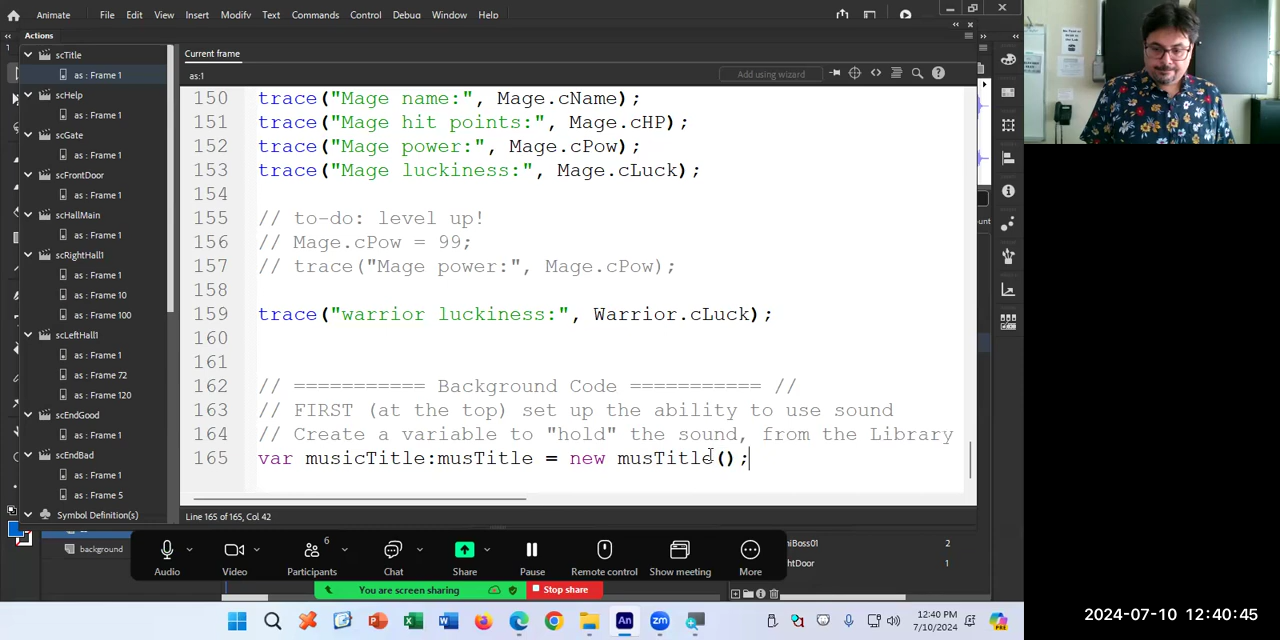 Animate File Edit View Insert Modify Text Commands Control Debug Window Help
Actions
scTitle
as : Frame 1
scHelp
as : Frame 1
scGate
as : Frame 1
scFrontDoor
as : Frame 1
scHallMain
as : Frame 1
scRightHall1
as : Frame 1
as : Frame 10
as : Frame 100
scLeftHall1
as : Frame 1
as : Frame 72
as : Frame 120
scEndGood
as : Frame 1
scEndBad
as : Frame 1
as : Frame 5
Symbol Definition(s)
background
Current frame
as:1
Add using wizard
150 trace("Mage name:", Mage.cName);
151 trace("Mage hit points:", Mage.cHP);
152 trace("Mage power:", Mage.cPow);
153 trace("Mage luckiness:", Mage.cLuck);
154
155 // to-do: level up!
156 // Mage.cPow = 99;
157 // trace("Mage power:", Mage.cPow);
158
159 trace("warrior luckiness:", Warrior.cLuck);
160
161
162 // =========== Background Code =========== //
163 // FIRST (at the top) set up the ability to use sound
164 // Create a variable to "hold" the sound, from the Library
165 var musicTitle:musTitle = new musTitle();
Line 165 of 165, Col 42
unt
niBoss01 2
htDoor 1
6
Audio Video Participants Chat Share Pause Remote control Show meeting More
You are screen sharing Stop share
12:40 PM
7/10/2024
2024-07-10 12:40:45